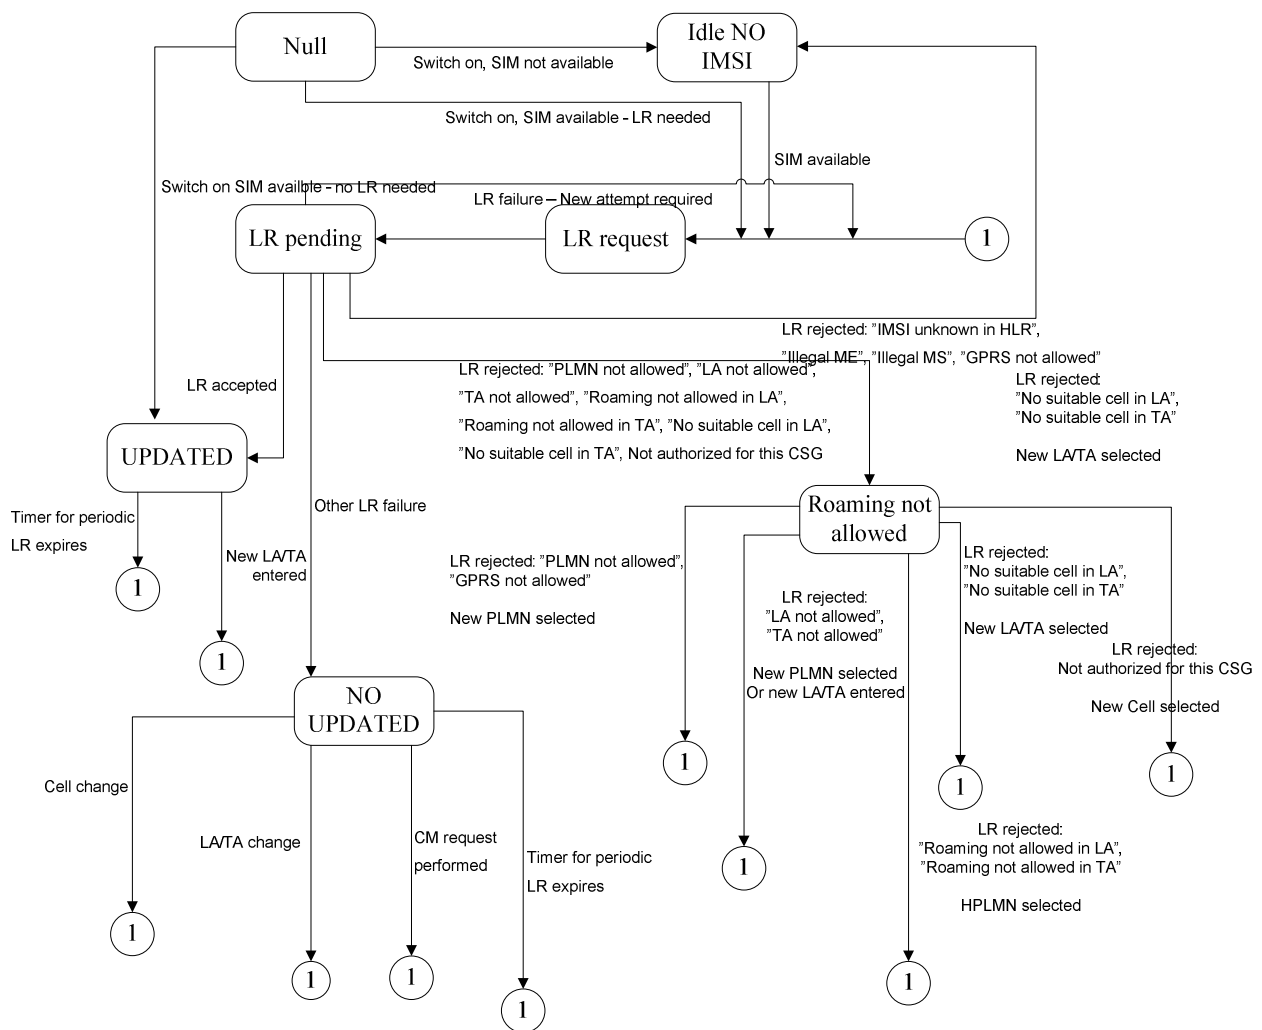 Null
Idle NO
IMSI
Switch on, SIM not available
Switch on, SIM available - LR needed
SIM available
Switch on SIM availble - no LR needed
LR failure – New attempt required
LR pending
LR request
1
LR rejected: ”IMSI unknown in HLR”,
”Illegal ME”, ”Illegal MS”, ”GPRS not allowed”
LR rejected: ”PLMN not allowed”, ”LA not allowed”,
”TA not allowed”, ”Roaming not allowed in LA”,
”Roaming not allowed in TA”, ”No suitable cell in LA”,
”No suitable cell in TA”, Not authorized for this CSG
LR rejected:
”No suitable cell in LA”,
”No suitable cell in TA”
New LA/TA selected
LR accepted
UPDATED
Timer for periodic
LR expires
1
New LA/TA
entered
1
Other LR failure
Roaming not
allowed
LR rejected: ”PLMN not allowed”,
”GPRS not allowed”
New PLMN selected
1
LR rejected:
”LA not allowed”,
”TA not allowed”
New PLMN selected
Or new LA/TA entered
1
LR rejected:
”No suitable cell in LA”,
”No suitable cell in TA”
New LA/TA selected
1
LR rejected:
Not authorized for this CSG
New Cell selected
1
LR rejected:
”Roaming not allowed in LA”,
”Roaming not allowed in TA”
HPLMN selected
1
NO
UPDATED
Cell change
1
LA/TA change
1
CM request
performed
1
Timer for periodic
LR expires
1